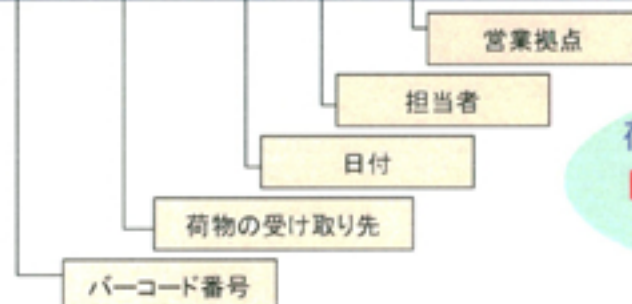 営業拠点
担当者
日付
荷物の受け取り先
バーコード番号